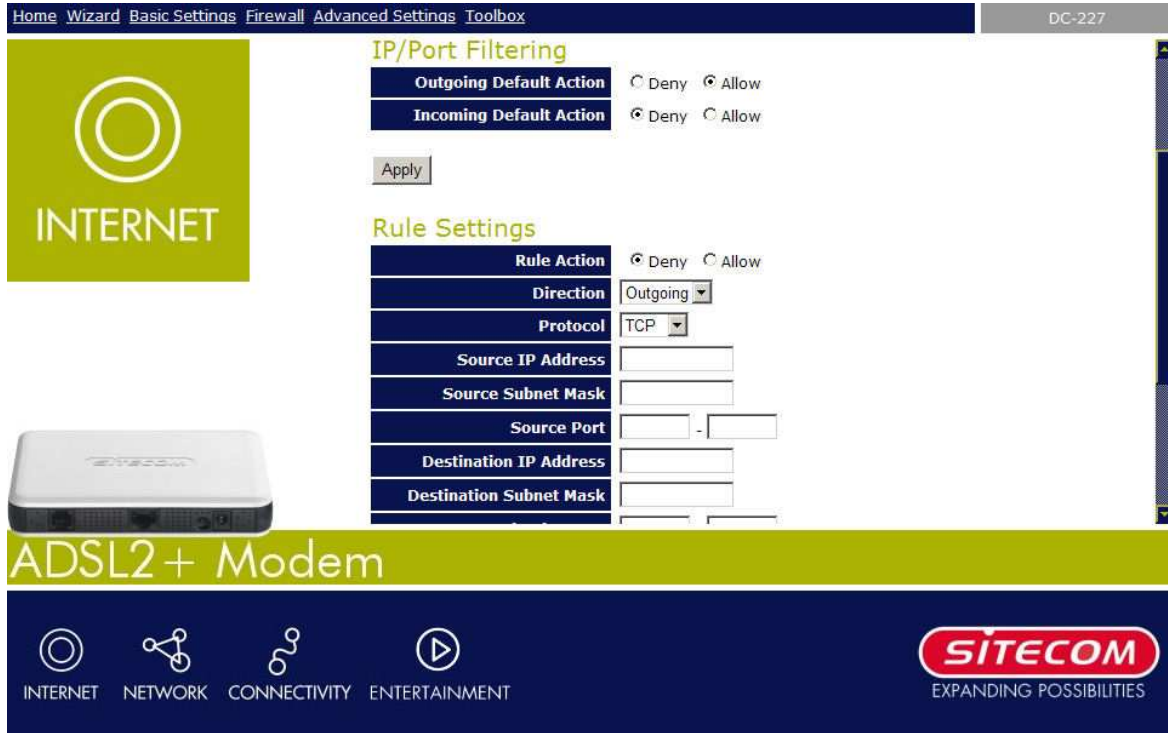 Home Wizard Basic Settings Firewall Advanced Settings Toolbox
DC-227
INTERNET
IP/Port Filtering
Outgoing Default Action Deny Allow
Incoming Default Action Deny Allow
Apply
Rule Settings
Rule Action Deny Allow
Direction Outgoing
Protocol TCP
Source IP Address
Source Subnet Mask
Source Port -
Destination IP Address
Destination Subnet Mask
SITECOM
ADSL2+ Modem
INTERNET NETWORK CONNECTIVITY ENTERTAINMENT
SITECOM
EXPANDING POSSIBILITIES